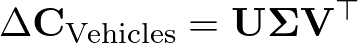 ΔC_Vehicles = UΣV^⊤